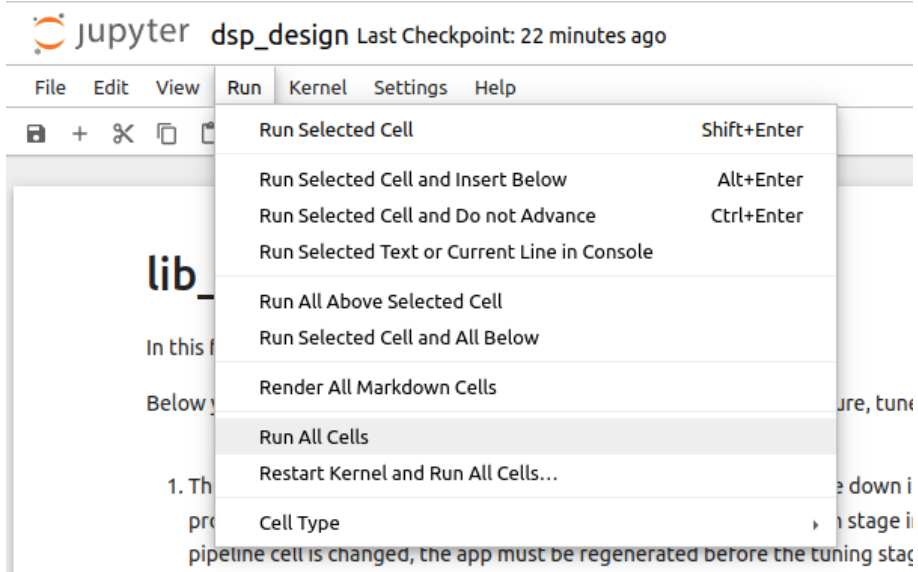 jupyter dsp_design Last Checkpoint: 22 minutes ago
File Edit View Run Kernel Settings Help
Run Selected Cell Shift+Enter
Run Selected Cell and Insert Below Alt+Enter
Run Selected Cell and Do not Advance Ctrl+Enter
Run Selected Text or Current Line in Console
lib_
Run All Above Selected Cell
Run Selected Cell and All Below
In this
Render All Markdown Cells
Below ure, tune
Run All Cells
Restart Kernel and Run All Cells...
1. Th down i
Cell Type
pro stage i
pipeline cell is changed, the app must be regenerated before the tuning stag